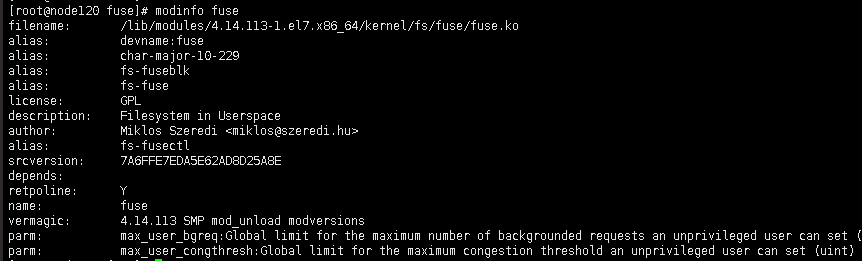 [root@node120 fuse]# modinfo fuse
filename: /lib/modules/4.14.113-1.el7.x86_64/kernel/fs/fuse/fuse.ko
alias: devname:fuse
alias: char-major-10-229
alias: fs-fuseblk
alias: fs-fuse
license: GPL
description: Filesystem in Userspace
author: Miklos Szeredi <miklos@szeredi.hu>
alias: fs-fusectl
srcversion: 7A6FFE7EDA5E62AD8D25A8E
depends:
retpoline: Y
name: fuse
vermagic: 4.14.113 SMP mod_unload modversions
parm: max_user_bgreq:Global limit for the maximum number of backgrounded requests an unprivileged user can set (
parm: max_user_congthresh:Global limit for the maximum congestion threshold an unprivileged user can set (uint)